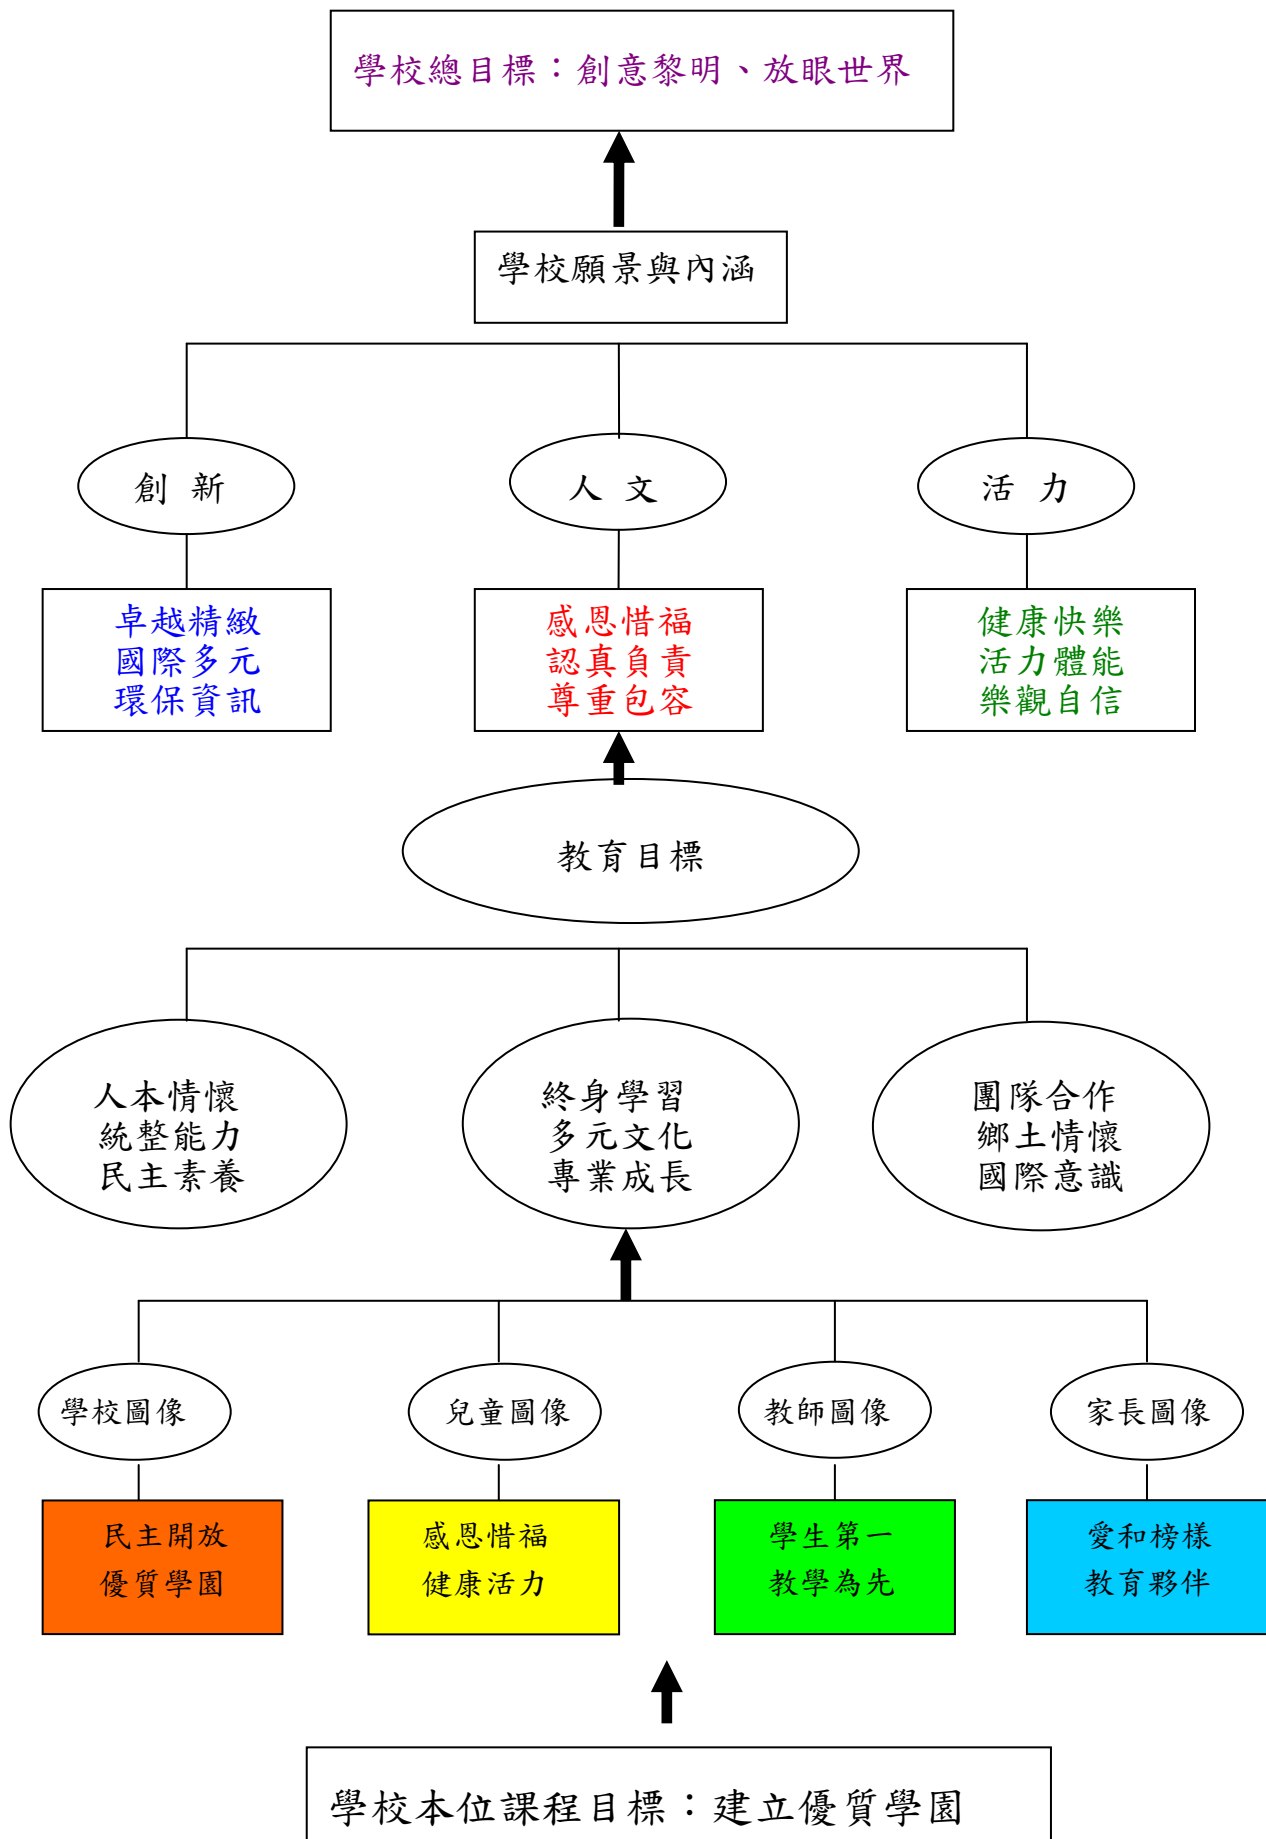 學校總目標：創意黎明、放眼世界
學校願景與內涵
創 新
人 文
活 力
卓越精緻
國際多元
環保資訊
感恩惜福
認真負責
尊重包容
健康快樂
活力體能
樂觀自信
教育目標
人本情懷
統整能力
民主素養
終身學習
多元文化
專業成長
團隊合作
鄉土情懷
國際意識
學校圖像
兒童圖像
教師圖像
家長圖像
民主開放
優質學園
感恩惜福
健康活力
學生第一
教學為先
愛和榜樣
教育夥伴
學校本位課程目標：建立優質學園